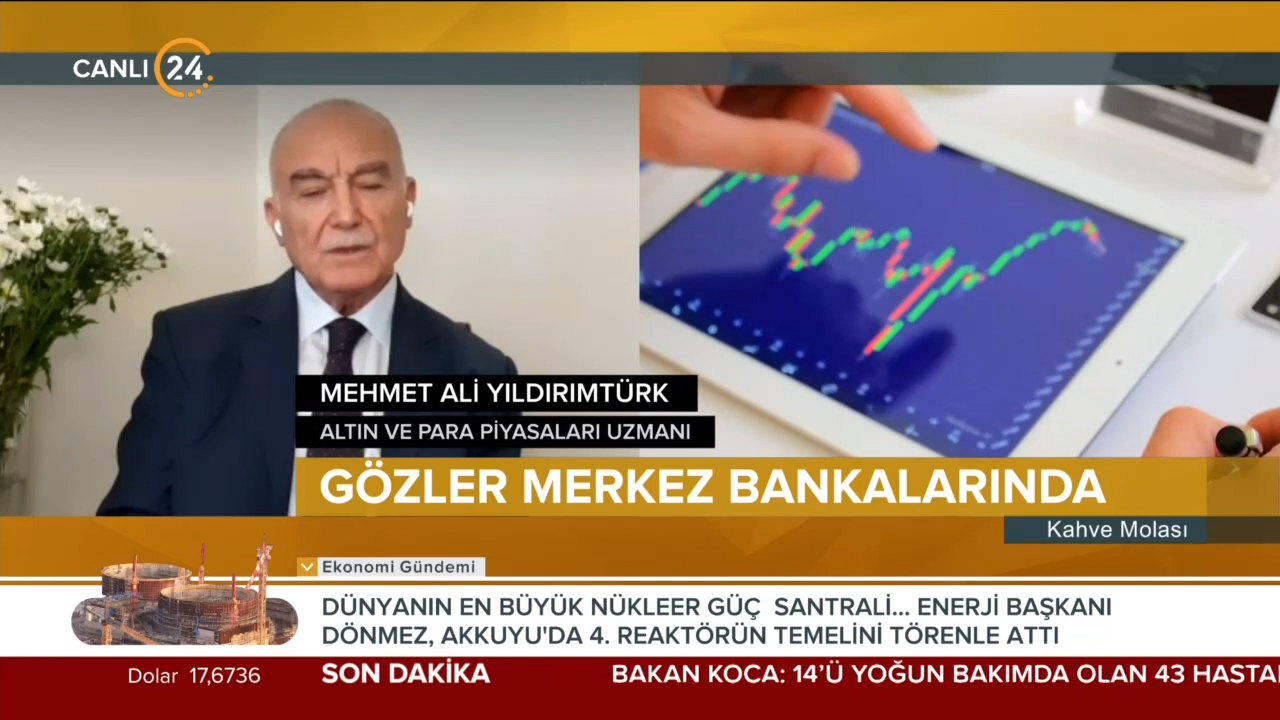 CANLI 24
MEHMET ALİ YILDIRIMTÜRK
ALTIN VE PARA PİYASALARI UZMANI
GÖZLER MERKEZ BANKALARINDA
Kahve Molası
Ekonomi Gündemi
DÜNYANIN EN BÜYÜK NÜKLEER GÜÇ SANTRALİ... ENERJİ BAŞKANI
DÖNMEZ, AKKUYU'DA 4. REAKTÖRÜN TEMELİNİ TÖRENLE ATTI
Dolar 17,6736
SON DAKİKA
BAKAN KOCA: 14’Ü YOĞUN BAKIMDA OLAN 43 HASTA